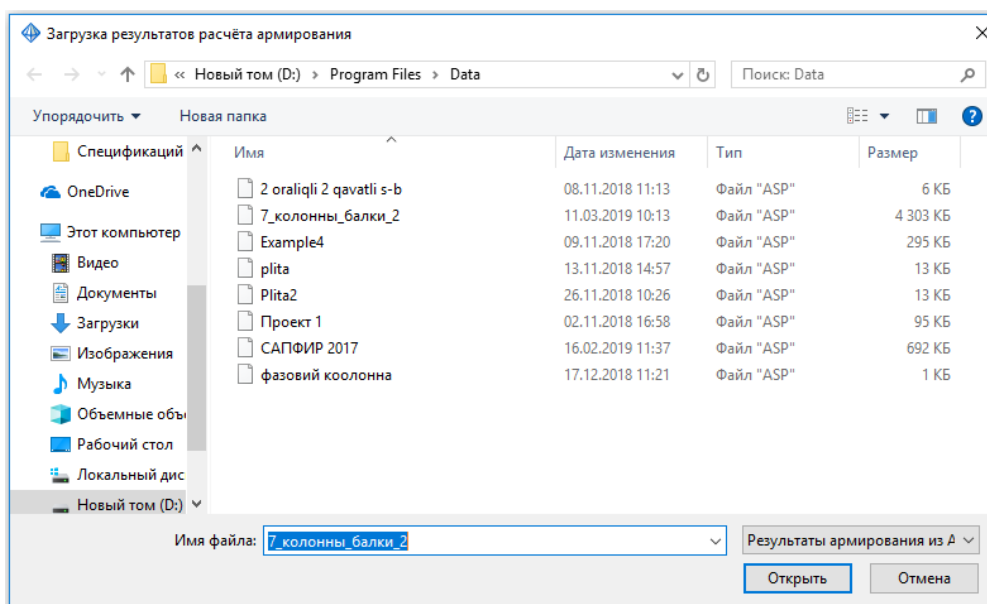 Загрузка результатов расчёта армирования
« Новый том (D:) › Program Files › Data
Поиск: Data
Упорядочить Новая папка
Имя Дата изменения Тип Размер
2 oraliqli 2 qavatli s-b 08.11.2018 11:13 Файл "ASP" 6 КБ
7_колонны_балки_2 11.03.2019 10:13 Файл "ASP" 4 303 КБ
Example4 09.11.2018 17:20 Файл "ASP" 295 КБ
plita 13.11.2018 14:57 Файл "ASP" 13 КБ
Plita2 26.11.2018 10:26 Файл "ASP" 13 КБ
Проект 1 02.11.2018 16:58 Файл "ASP" 95 КБ
САПФИР 2017 16.02.2019 11:37 Файл "ASP" 692 КБ
фазовий коолонна 17.12.2018 11:21 Файл "ASP" 1 КБ
Спецификаций
OneDrive
Этот компьютер
Видео
Документы
Загрузки
Изображения
Музыка
Объемные объ
Рабочий стол
Локальный дис
Новый том (D:)
Имя файла: 7_колонны_балки_2 Результаты армирования из А
Открыть Отмена